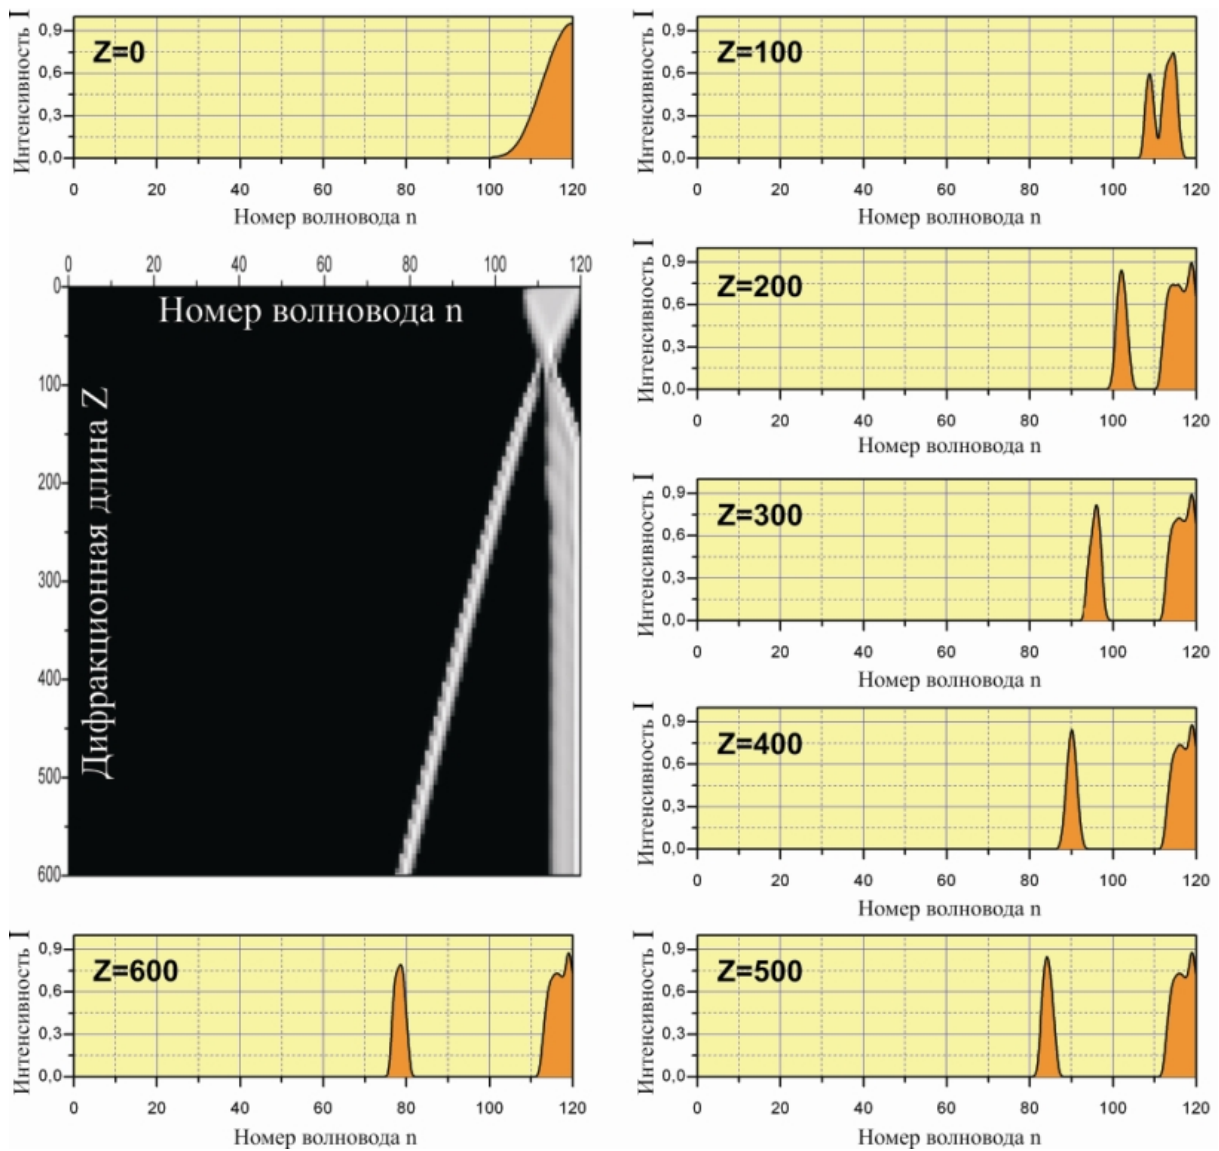 Интенсивность I
0,9
0,6
0,3
0,0
Z=0
0 20 40 60 80 100 120
Номер волновода n
Интенсивность I
0,9
0,6
0,3
0,0
Z=100
0 20 40 60 80 100 120
Номер волновода n
0 20 40 60 80 100 120
0
100
200
300
400
500
600
Номер волновода n
Дифракционная длина Z
Интенсивность I
0,9
0,6
0,3
0,0
Z=200
0 20 40 60 80 100 120
Номер волновода n
Интенсивность I
0,9
0,6
0,3
0,0
Z=300
0 20 40 60 80 100 120
Номер волновода n
Интенсивность I
0,9
0,6
0,3
0,0
Z=400
0 20 40 60 80 100 120
Номер волновода n
Интенсивность I
0,9
0,6
0,3
0,0
Z=600
0 20 40 60 80 100 120
Номер волновода n
Интенсивность I
0,9
0,6
0,3
0,0
Z=500
0 20 40 60 80 100 120
Номер волновода n